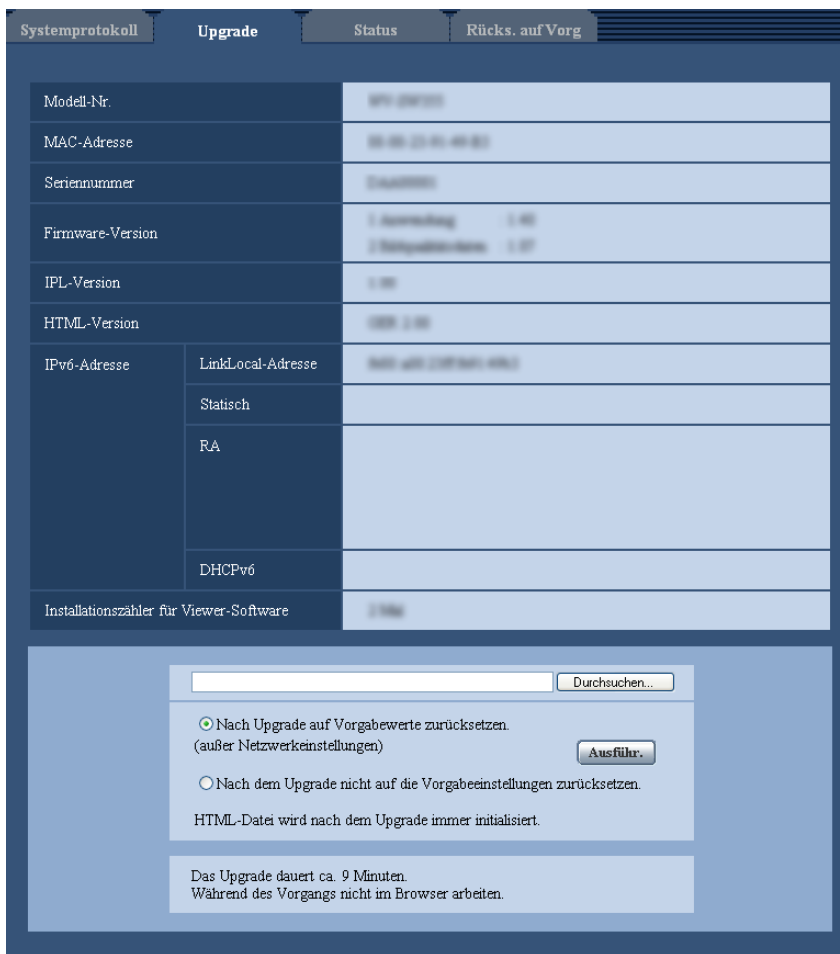 Systemprotokoll
Upgrade
Status
Rücks. auf Vorg
Modell-Nr.
MAC-Adresse
Seriennummer
Firmware-Version
IPL-Version
HTML-Version
IPv6-Adresse
LinkLocal-Adresse
Statisch
RA
DHCPv6
Installationszähler für Viewer-Software
Durchsuchen...
Nach Upgrade auf Vorgabewerte zurücksetzen.
(außer Netzwerkeinstellungen)
Ausführ.
Nach dem Upgrade nicht auf die Vorgabeeinstellungen zurücksetzen.
HTML-Datei wird nach dem Upgrade immer initialisiert.
Das Upgrade dauert ca. 9 Minuten.
Während des Vorgangs nicht im Browser arbeiten.